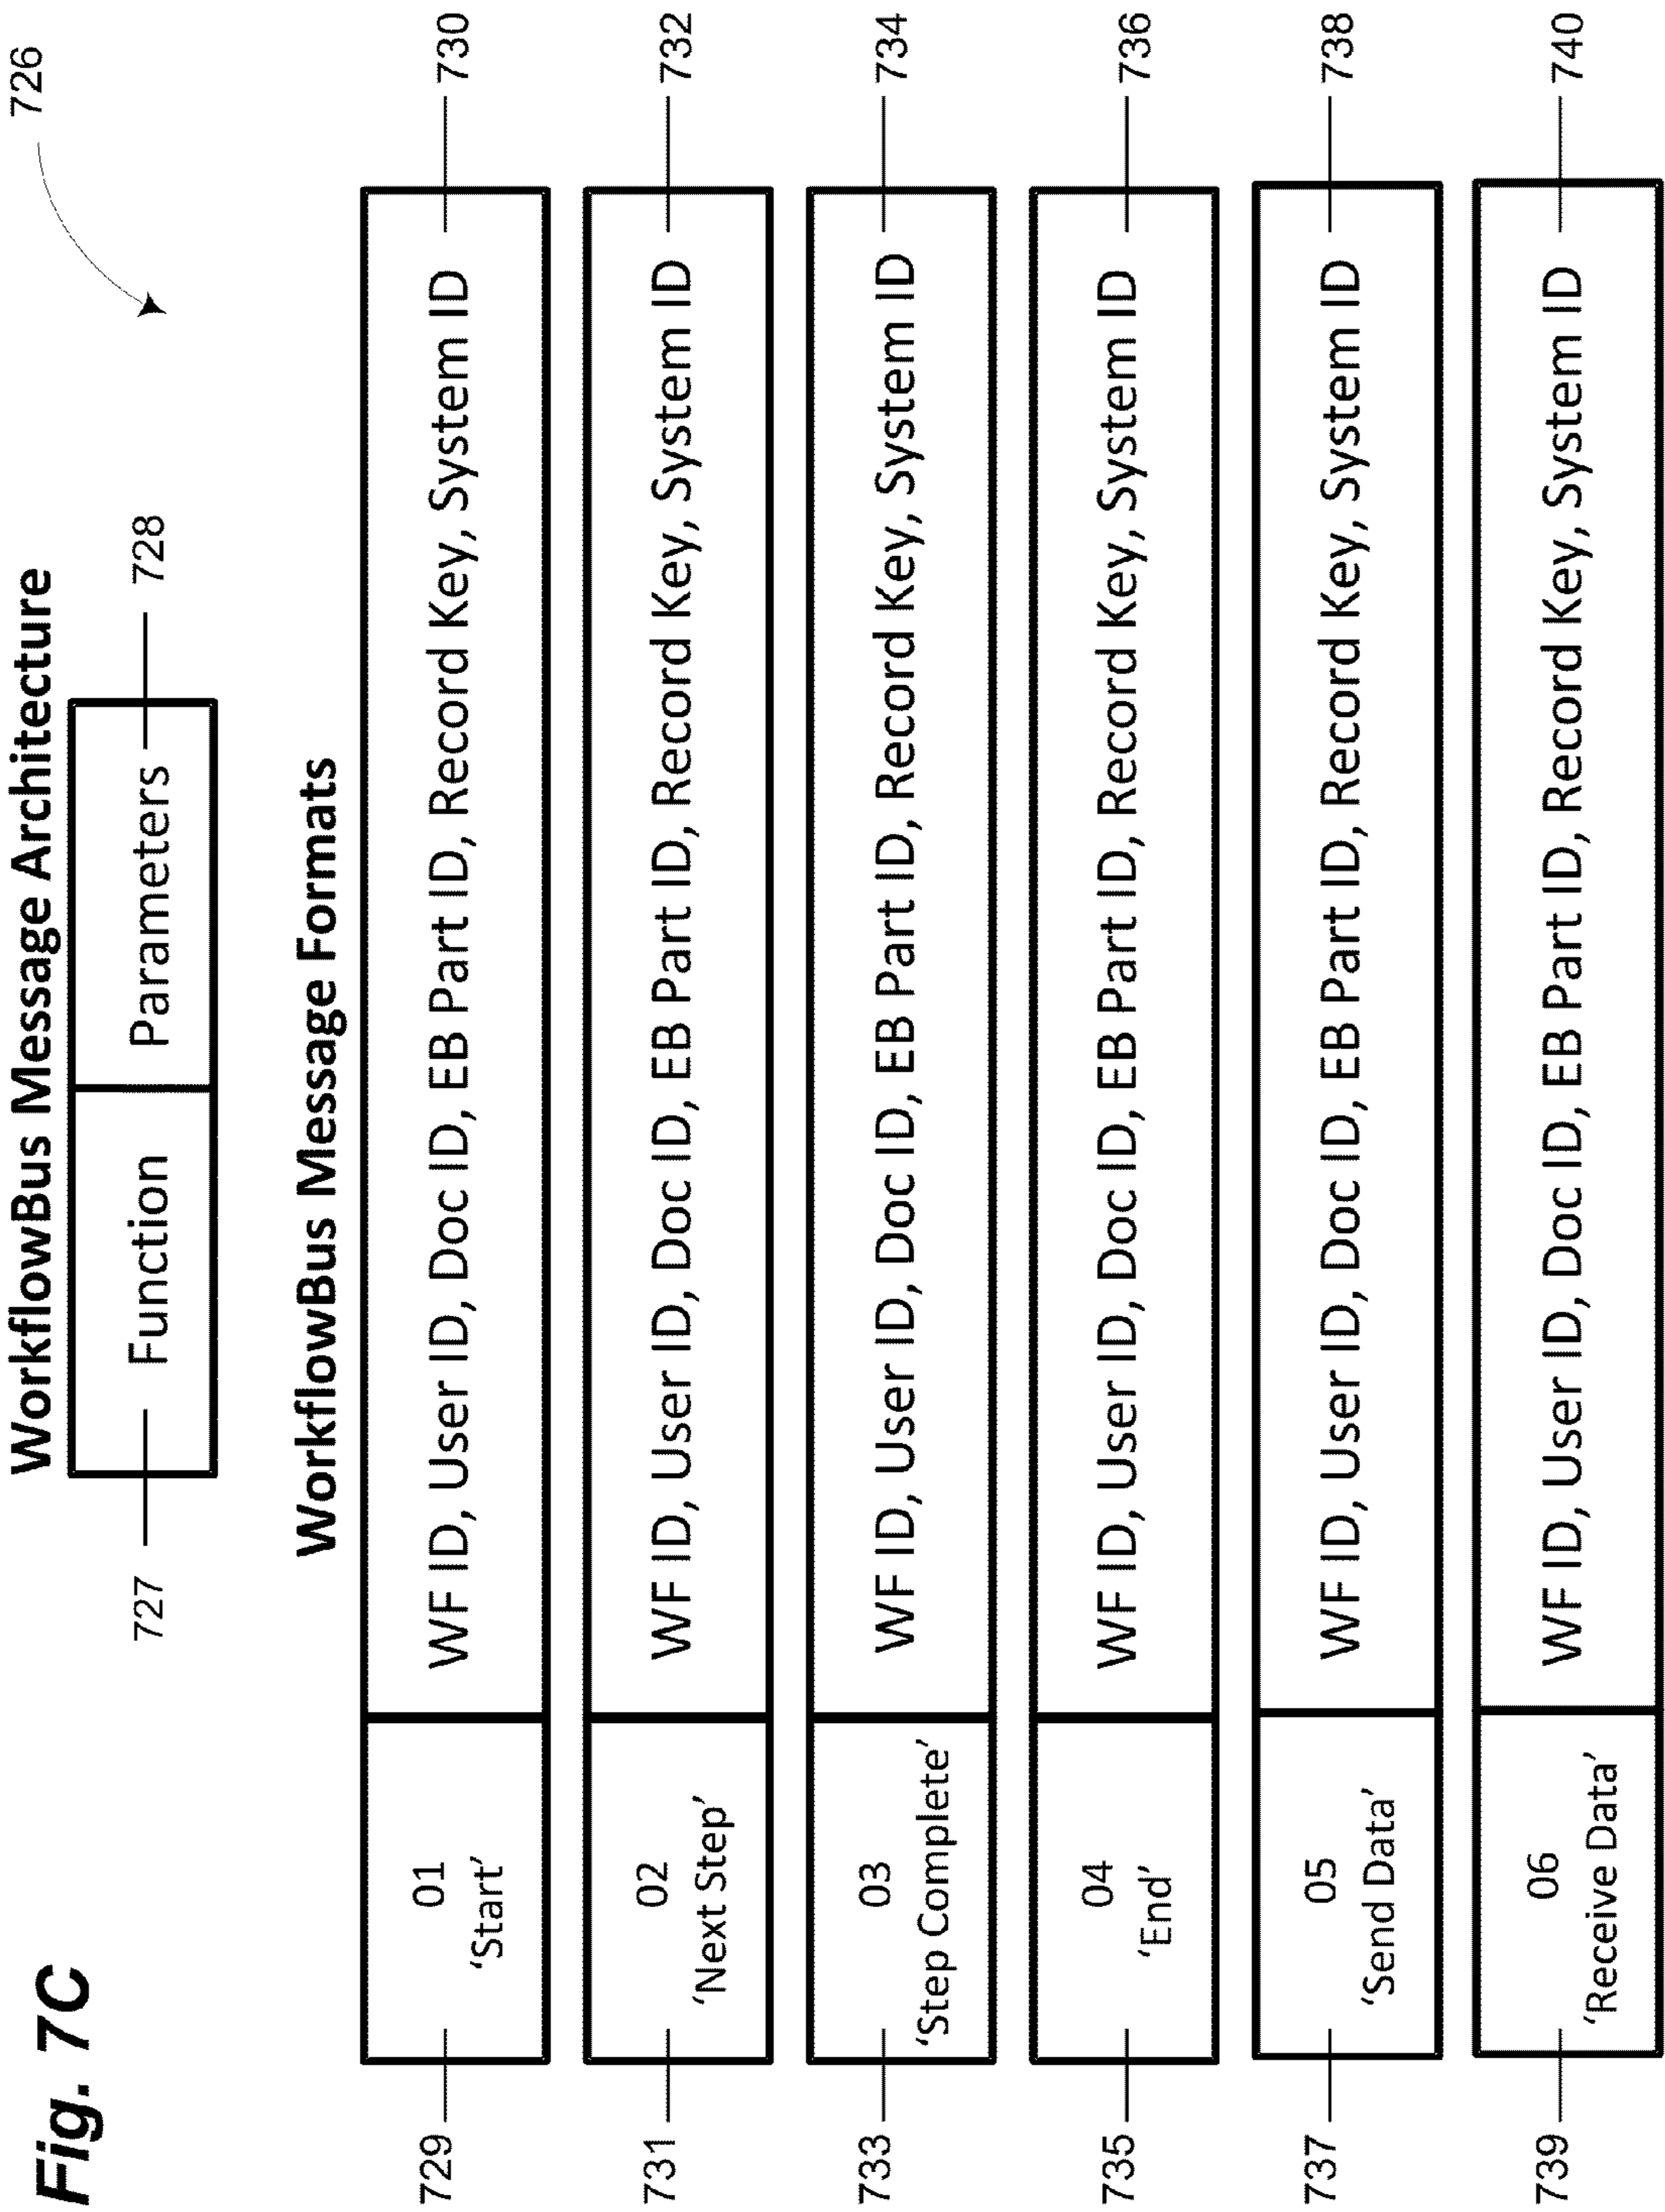 Fig. 7C
WorkflowBus Message Architecture
726
727 Function Parameters 728
WorkflowBus Message Formats
729 01 WF ID, User ID, Doc ID, EB Part ID, Record Key, System ID 730
‘Start’
731 02 WF ID, User ID, Doc ID, EB Part ID, Record Key, System ID 732
‘Next Step’
733 03 WF ID, User ID, Doc ID, EB Part ID, Record Key, System ID 734
‘Step Complete’
735 04 WF ID, User ID, Doc ID, EB Part ID, Record Key, System ID 736
‘End’
737 05 WF ID, User ID, Doc ID, EB Part ID, Record Key, System ID 738
‘Send Data’
739 06 WF ID, User ID, Doc ID, EB Part ID, Record Key, System ID 740
‘Receive Data’